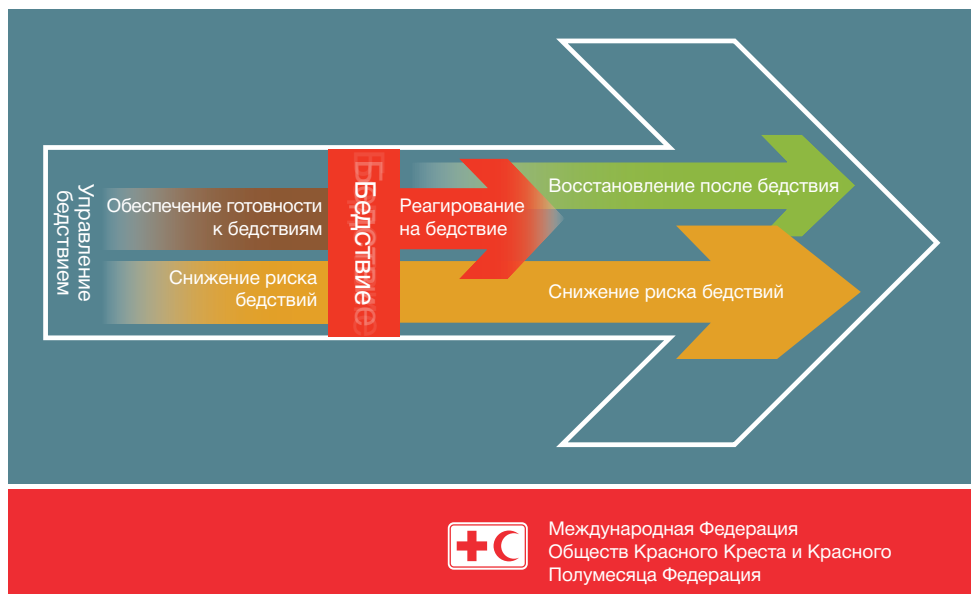 Управление
бедствием
Обеспечение готовности
к бедствиям
Снижение риска
бедствий
Бедствие
Бедствие
Реагирование
на бедствие
Восстановление после бедствия
Снижение риска бедствий
Международная Федерация
Обществ Красного Креста и Красного
Полумесяца Федерация